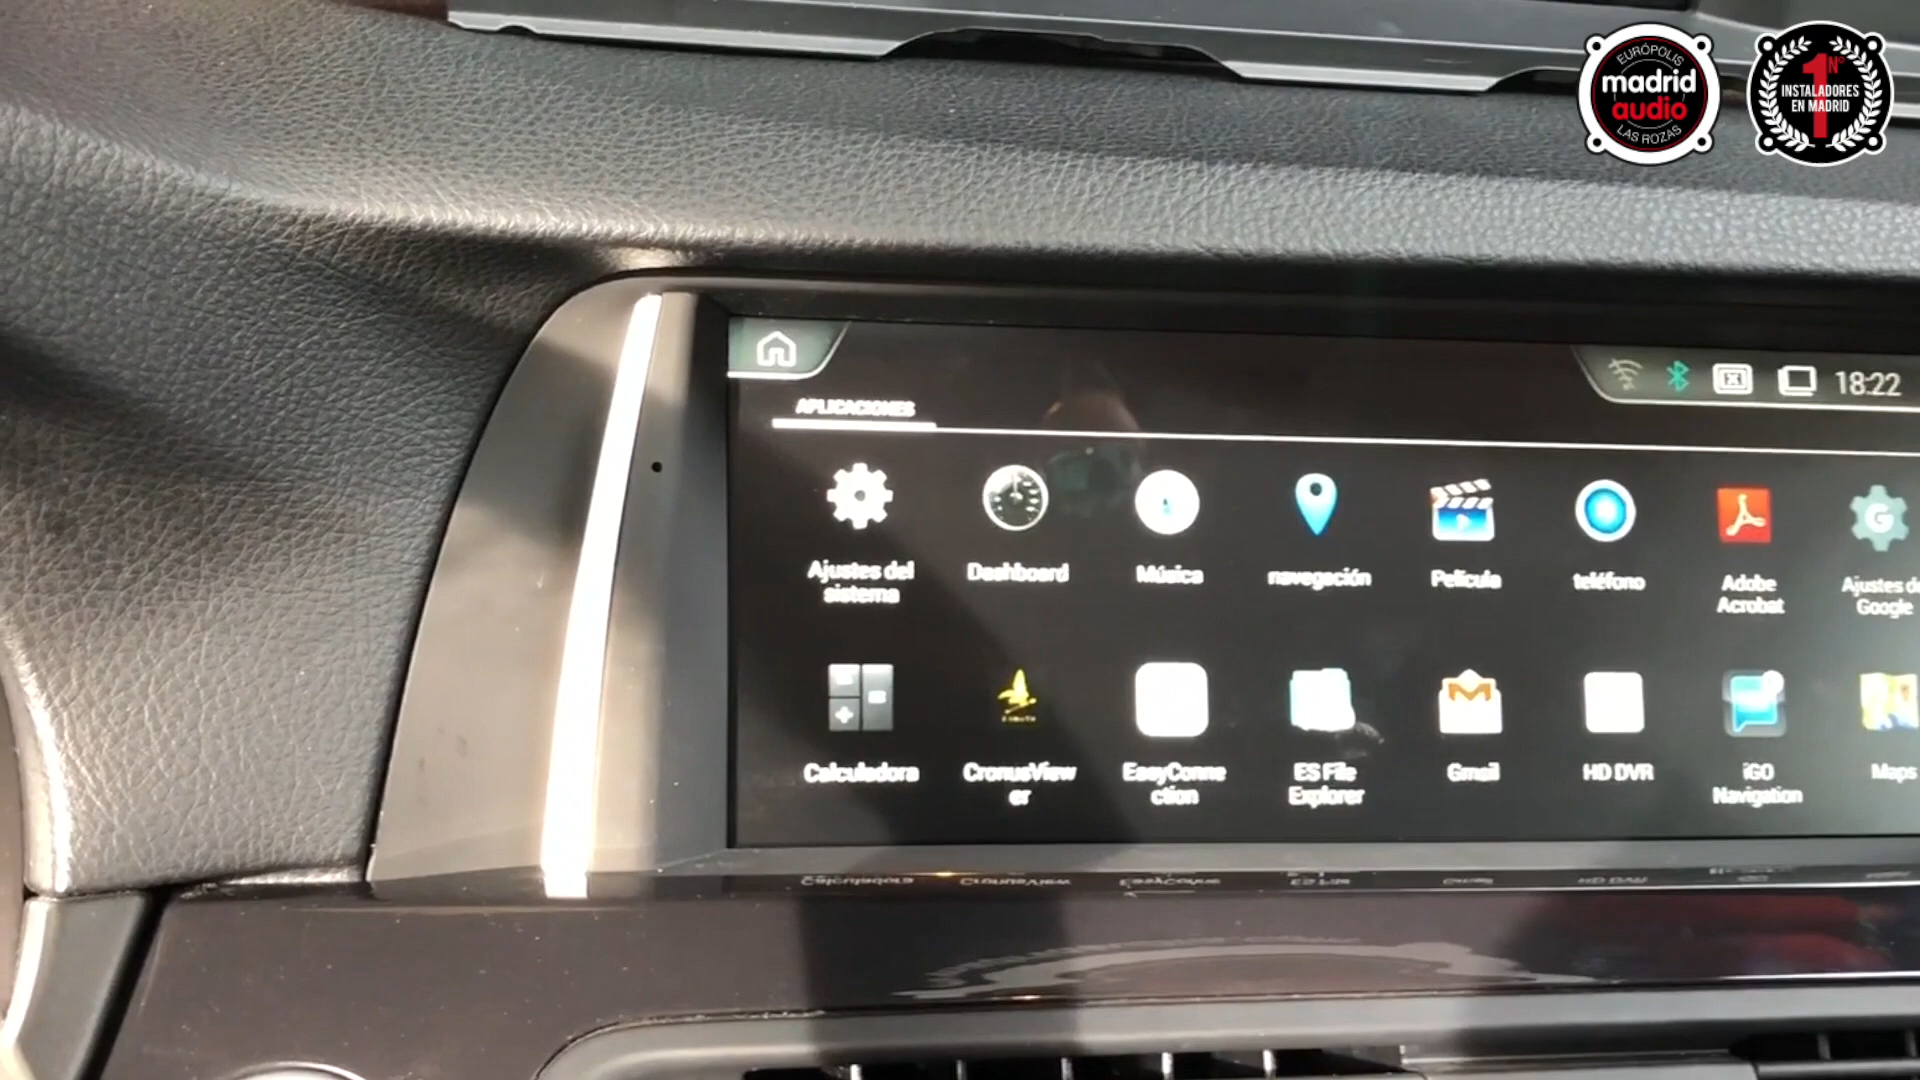 EURÓPOLIS
madrid
audio
LAS ROZAS
1Nº
INSTALADORES
EN MADRID
18:22
APLICACIONES
Ajustes del
sistema
Dashboard
Música
navegación
Película
teléfono
Adobe
Acrobat
Ajustes de
Google
Calculadora
CronusView
er
EasyConne
ction
ES File
Explorer
Gmail
HD DVR
iGO
Navigation
Maps